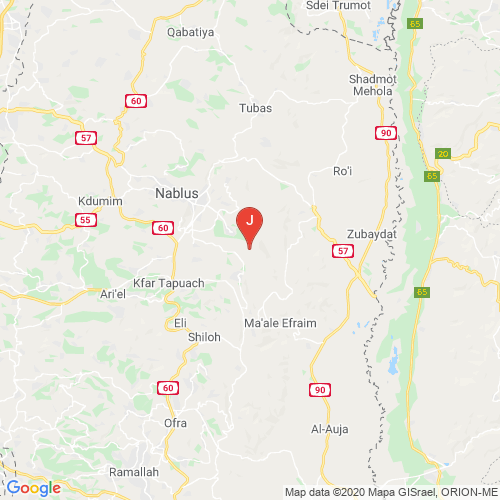 Sdei Trumot
65
Qabatiya
Shadmot
Mehola
60
Tubas
57
90
20
Ro'i
65
Kdumim
Nablus
55
60
Zubaydat
J
57
Kfar Tapuach
Ari'el
65
Eli
Ma'ale Efraim
Shiloh
60
90
Ofra
Al-Auja
Ramallah
Google
Map data ©2020 Mapa GISrael, ORION-ME